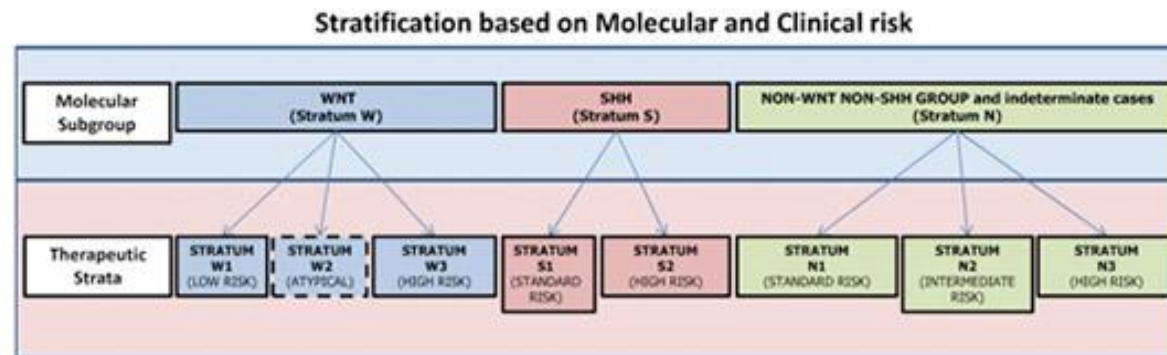 Stratification based on Molecular and Clinical risk
Molecular
Subgroup
WNT
(Stratum W)
SHH
(Stratum S)
NON-WNT NON-SHH GROUP and indeterminate cases
(Stratum N)
Therapeutic
Strata
STRATUM
W1
(LOW RISK)
STRATUM
W2
(ATYPICAL)
STRATUM
W3
(HIGH RISK)
STRATUM
S1
(STANDARD
RISK)
STRATUM
S2
(HIGH RISK)
STRATUM
N1
(STANDARD RISK)
STRATUM
N2
(INTERMEDIATE
RISK)
STRATUM
N3
(HIGH RISK)